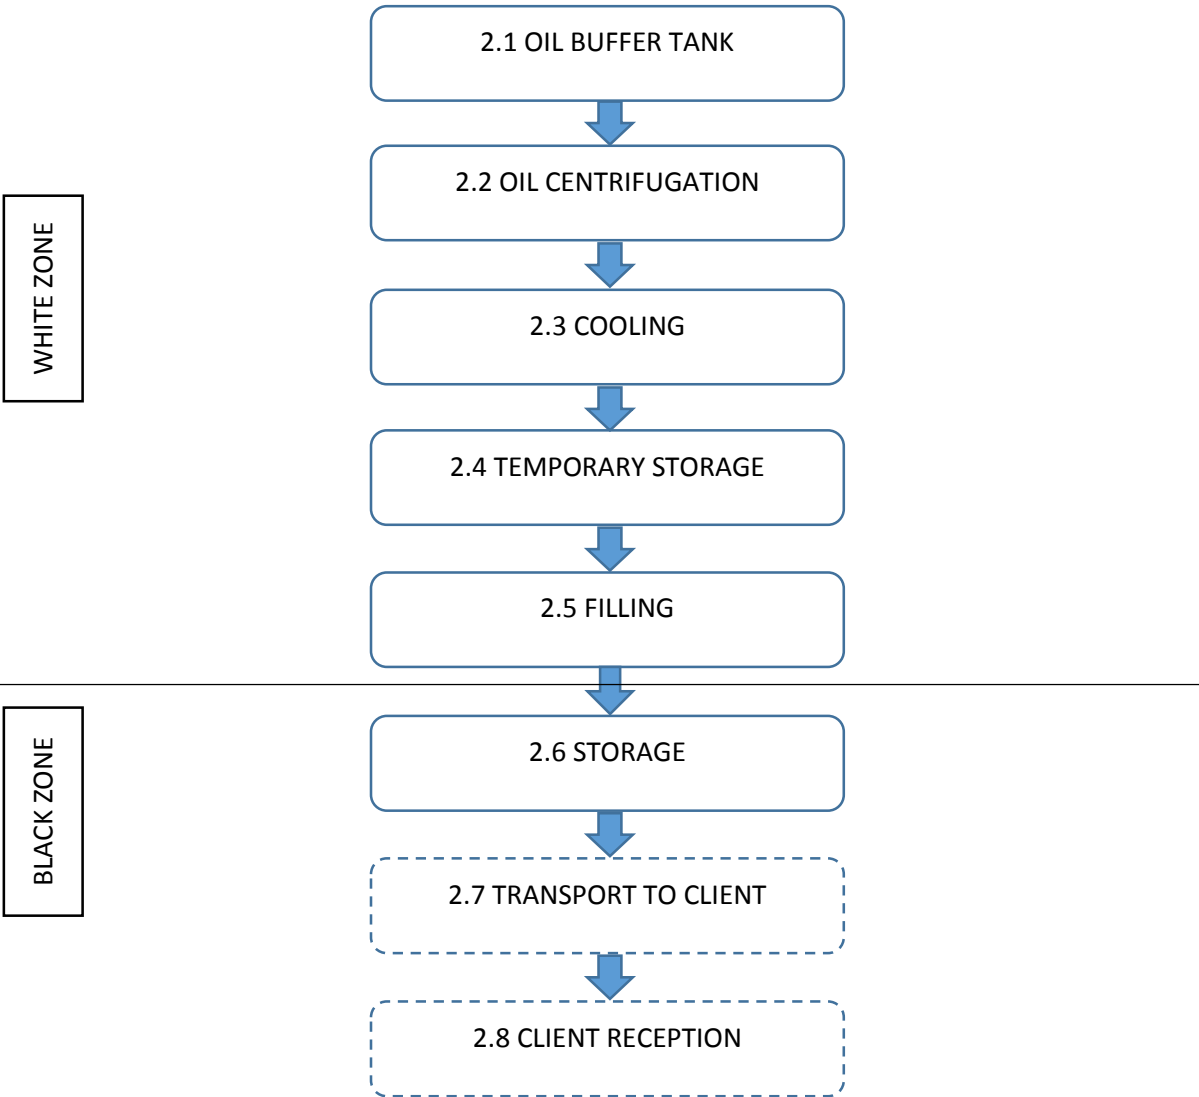 2.1 OIL BUFFER TANK
2.2 OIL CENTRIFUGATION
WHITE ZONE
2.3 COOLING
2.4 TEMPORARY STORAGE
2.5 FILLING
2.6 STORAGE
BLACK ZONE
2.7 TRANSPORT TO CLIENT
2.8 CLIENT RECEPTION